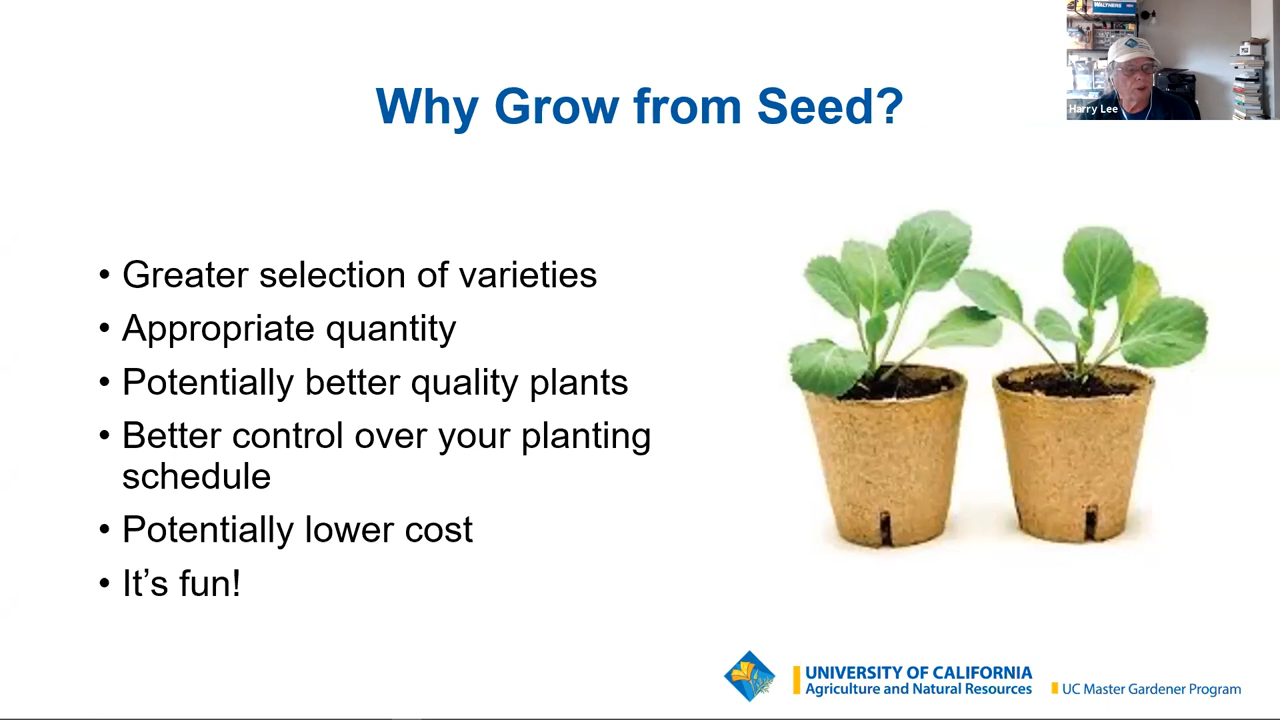 WALTHERS
Harry Lee
Why Grow from Seed?
• Greater selection of varieties
• Appropriate quantity
• Potentially better quality plants
• Better control over your planting
schedule
• Potentially lower cost
• It’s fun!
UNIVERSITY OF CALIFORNIA
Agriculture and Natural Resources
UC Master Gardener Program